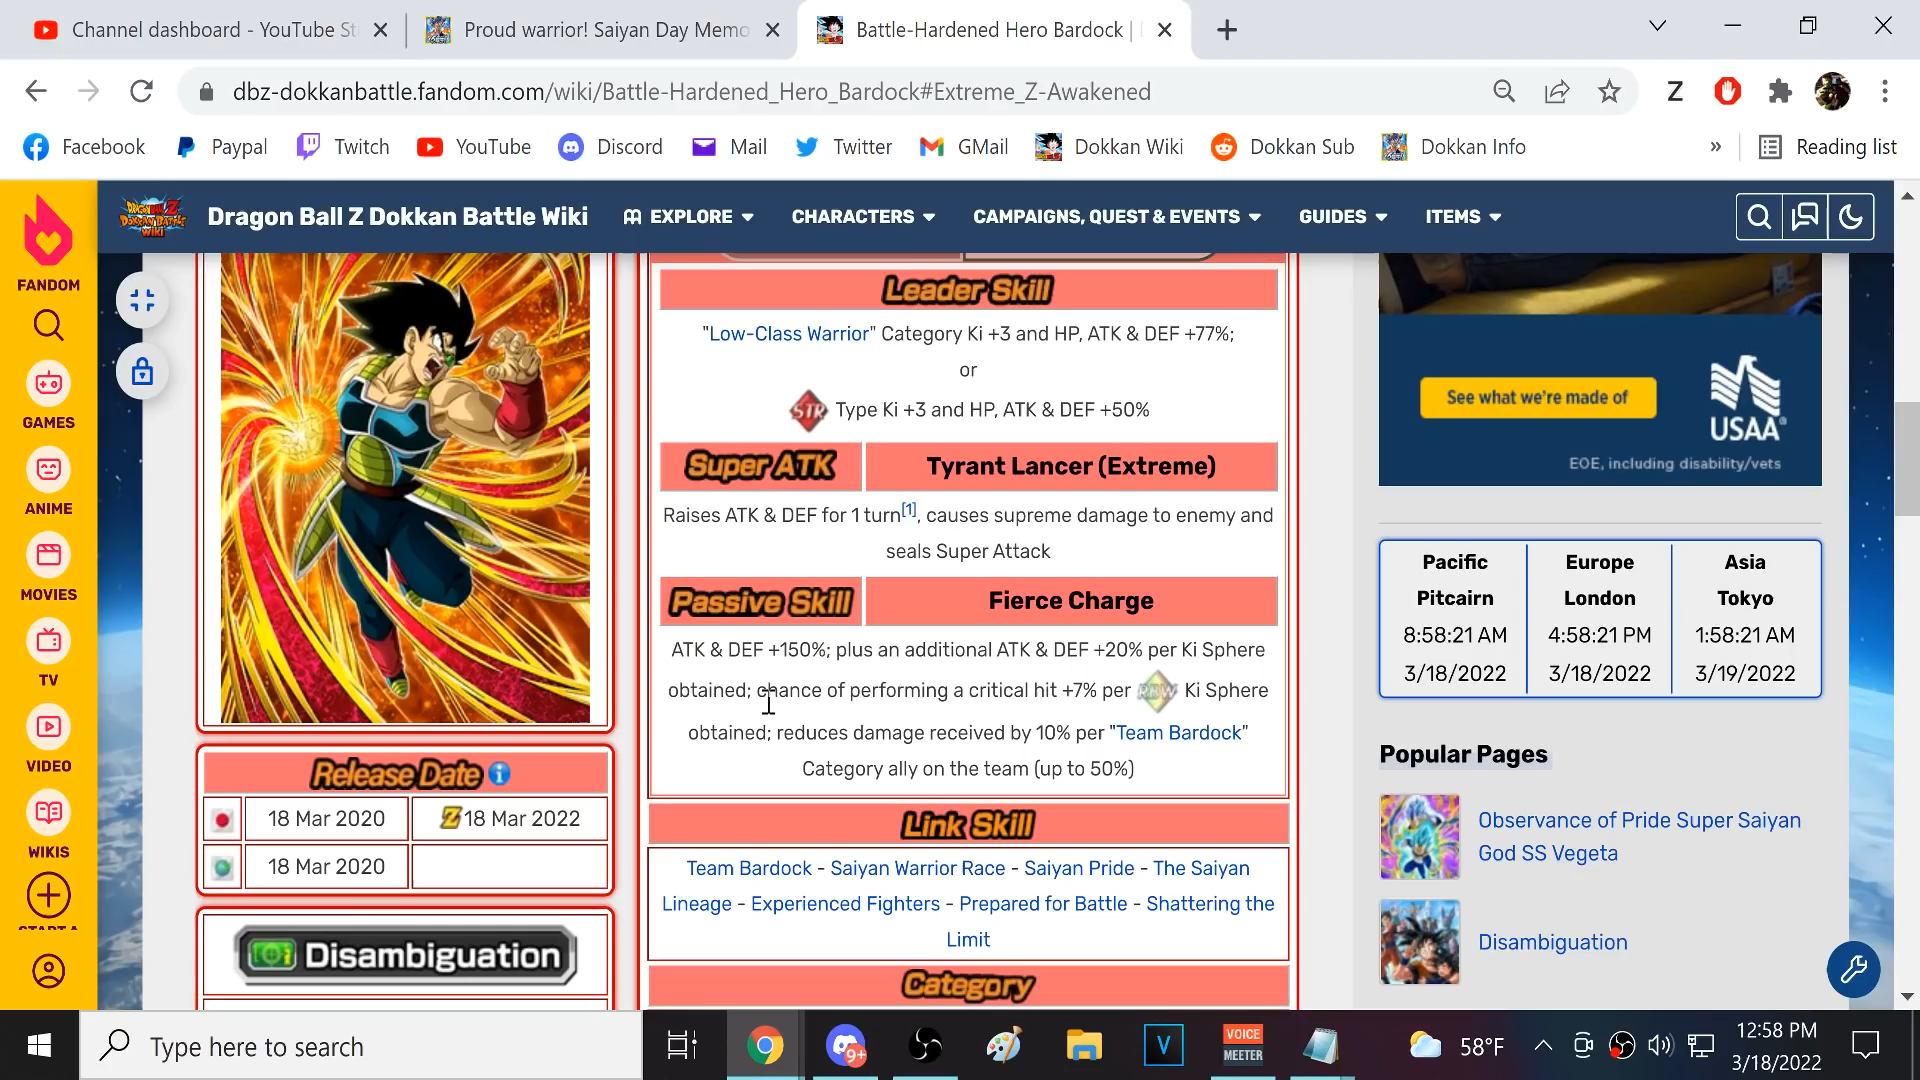 Channel dashboard - YouTube St
Proud warrior! Saiyan Day Memo
Battle-Hardened Hero Bardock |
dbz-dokkanbattle.fandom.com/wiki/Battle-Hardened_Hero_Bardock#Extreme_Z-Awakened
Z
Facebook
Paypal
Twitch
YouTube
Discord
Mail
Twitter
GMail
Dokkan Wiki
Dokkan Sub
Dokkan Info
»
Reading list
FANDOM
GAMES
ANIME
MOVIES
TV
VIDEO
WIKIS
START A
Dragon Ball Z Dokkan Battle Wiki
EXPLORE
CHARACTERS
CAMPAIGNS, QUEST & EVENTS
GUIDES
ITEMS
Leader Skill
"Low-Class Warrior" Category Ki +3 and HP, ATK & DEF +77%;
or
STR Type Ki +3 and HP, ATK & DEF +50%
Super ATK
Tyrant Lancer (Extreme)
Raises ATK & DEF for 1 turn[1], causes supreme damage to enemy and
seals Super Attack
Passive Skill
Fierce Charge
ATK & DEF +150%; plus an additional ATK & DEF +20% per Ki Sphere
obtained; chance of performing a critical hit +7% per RBW Ki Sphere
obtained; reduces damage received by 10% per "Team Bardock"
Category ally on the team (up to 50%)
Link Skill
Team Bardock - Saiyan Warrior Race - Saiyan Pride - The Saiyan
Lineage - Experienced Fighters - Prepared for Battle - Shattering the
Limit
Category
Release Date
18 Mar 2020
Z 18 Mar 2022
18 Mar 2020
Disambiguation
See what we're made of
USAA®
EOE, including disability/vets
Pacific
Pitcairn
8:58:21 AM
3/18/2022
Europe
London
4:58:21 PM
3/18/2022
Asia
Tokyo
1:58:21 AM
3/19/2022
Popular Pages
Observance of Pride Super Saiyan
God SS Vegeta
Disambiguation
Type here to search
9+
V
VOICE
MEETER
58°F
12:58 PM
3/18/2022